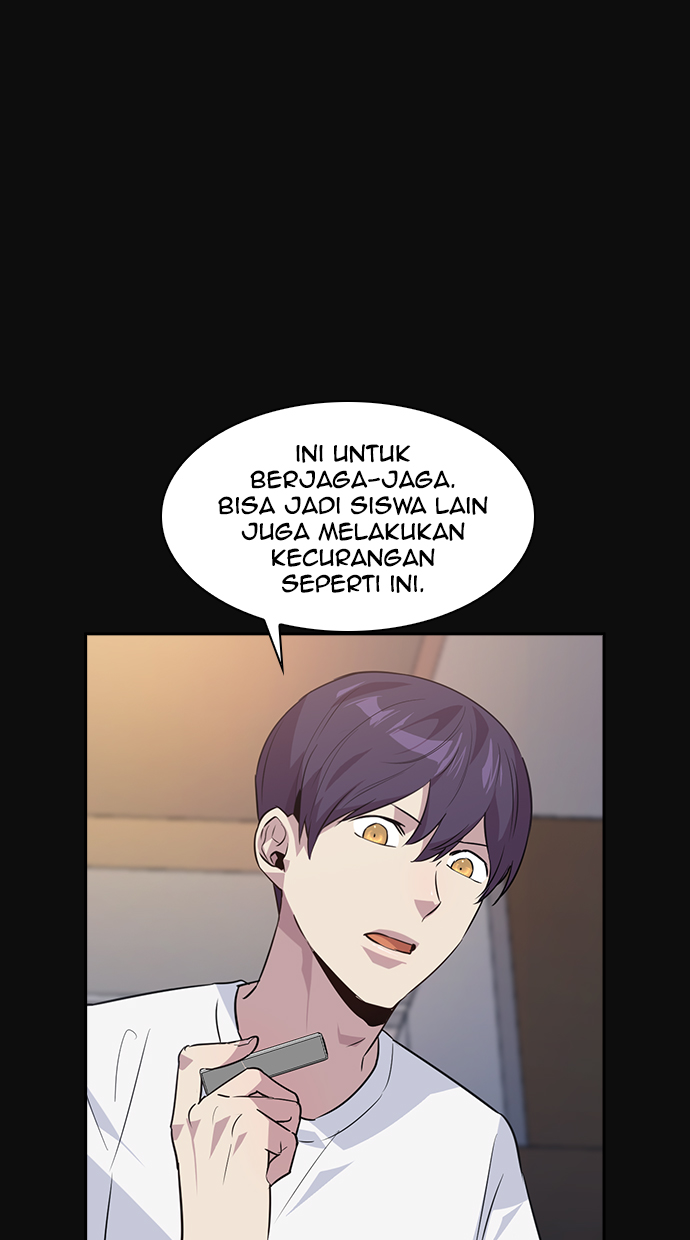 INI UNTUK
BERJAGA-JAGA.
BISA JADI SISWA LAIN
JUGA MELAKUKAN
KECURANGAN
SEPERTI INI.